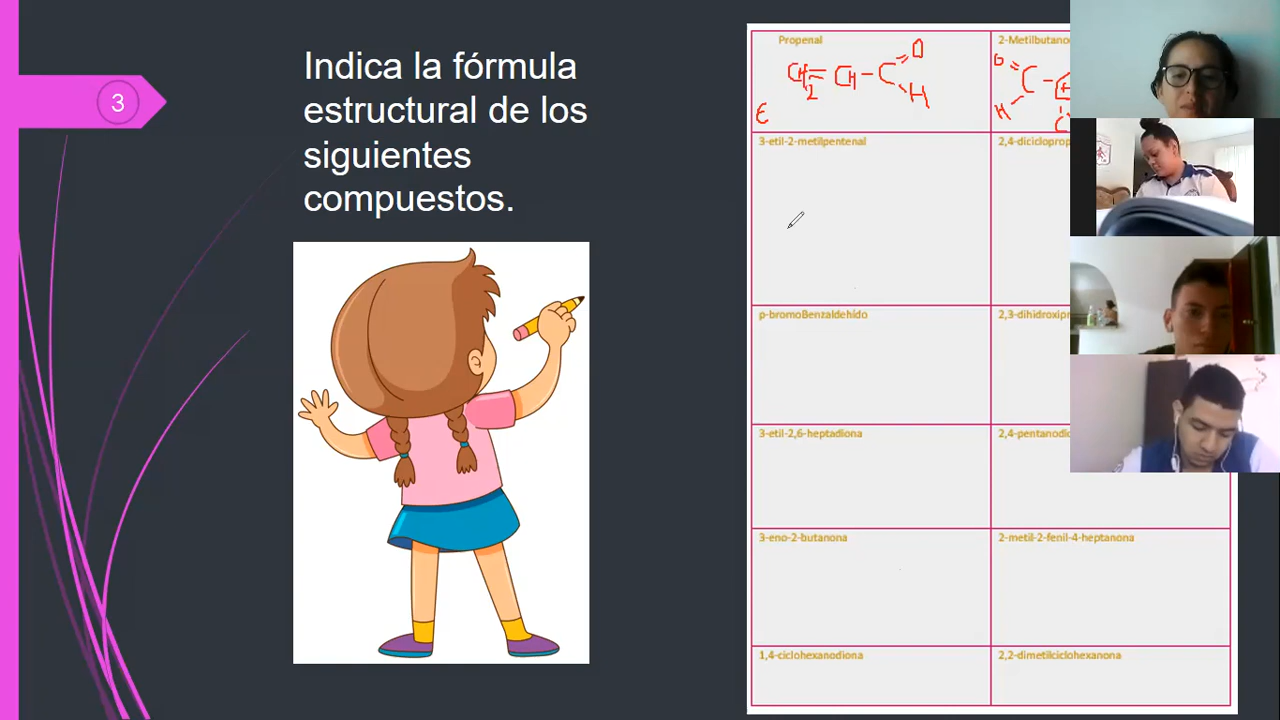 3
Indica la fórmula
estructural de los
siguientes
compuestos.
Propenal
CH2=CH-C
O
H
E
2-Metilbutano
O
C
H
3-etil-2-metilpentenal
2,4-diciclopro
p-bromoBenzaldehído
2,3-dihidroxip
3-etil-2,6-heptadiona
2,4-pentanod
3-eno-2-butanona
2-metil-2-fenil-4-heptanona
1,4-ciclohexanodiona
2,2-dimetilciclohexanona